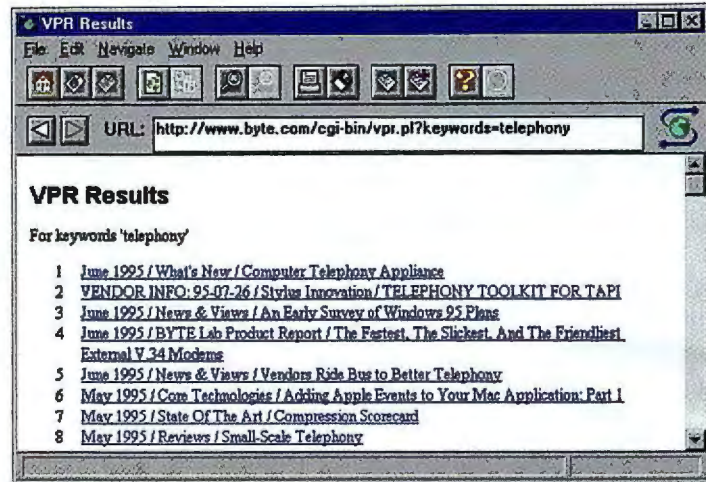 VPR Results
File Edit Navigate Window Help
URL: http://www.byte.com/cgi-bin/vpr.pl?keywords=telephony
VPR Results
For keywords 'telephony'
1 June 1995 / What's New / Computer Telephony Appliance
2 VENDOR INFO: 95-07-26 / Stylus Innovation / TELEPHONY TOOLKIT FOR TAPI
3 June 1995 / News & Views / An Early Survey of Windows 95 Plans
4 June 1995 / BYTE Lab Product Report / The Fastest, The Slickest, And The Friendliest
External V.34 Modems
5 June 1995 / News & Views / Vendors Ride Bus to Better Telephony
6 May 1995 / Core Technologies / Adding Apple Events to Your Mac Application: Part 1
7 May 1995 / State Of The Art / Compression Scorecard
8 May 1995 / Reviews / Small-Scale Telephony